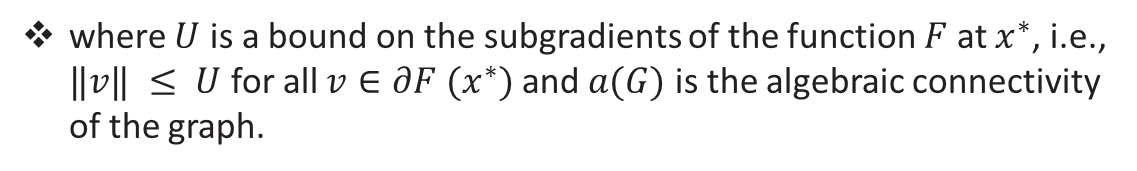 ❖ where 𝑈 is a bound on the subgradients of the function 𝐹 at 𝑥*, i.e.,
‖𝑣‖ ≤ 𝑈 for all 𝑣 ∈ 𝜕𝐹 (𝑥*) and 𝑎(𝐺) is the algebraic connectivity
of the graph.